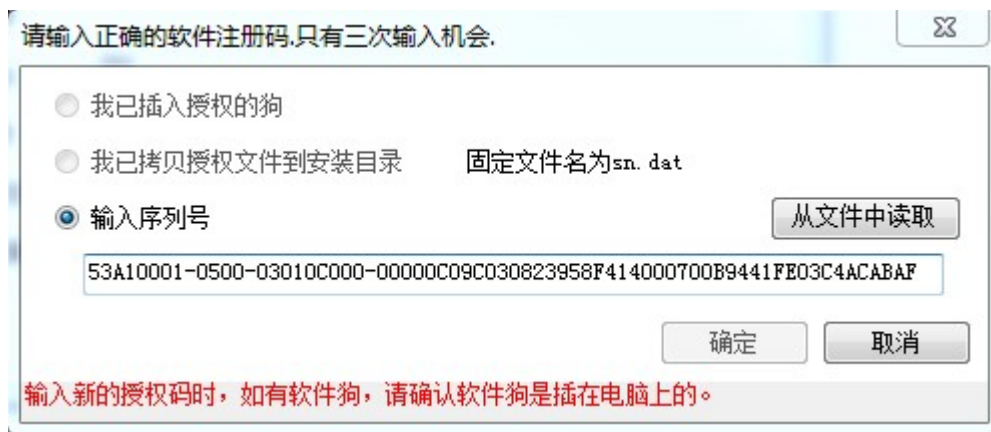 请输入正确的软件注册码.只有三次输入机会.
我已插入授权的狗
我已拷贝授权文件到安装目录 固定文件名为sn.dat
输入序列号 从文件中读取
53A10001-0500-03010C000-00000C09C030823958F414000700B9441FE03C4ACABAF
确定 取消
输入新的授权码时，如有软件狗，请确认软件狗是插在电脑上的。